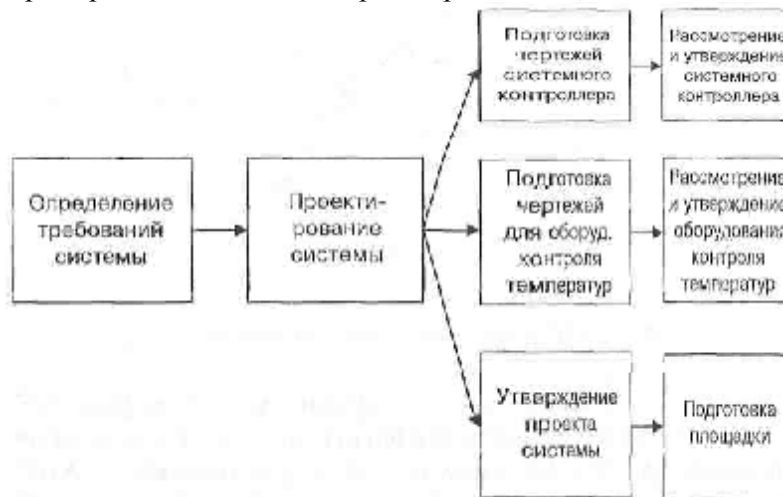 Подготовка
чертежей
системного
контроллера
Рассмотрение
и утверждение
системного
контроллера
Определение
требований
системы
Проекти-
рование
системы
Подготовка
чертежей
для оборуд.
контроля
температур
Рассмотрение
и утверждение
оборудования
контроля
температур
Утверждение
проекта
системы
Подготовка
площадки